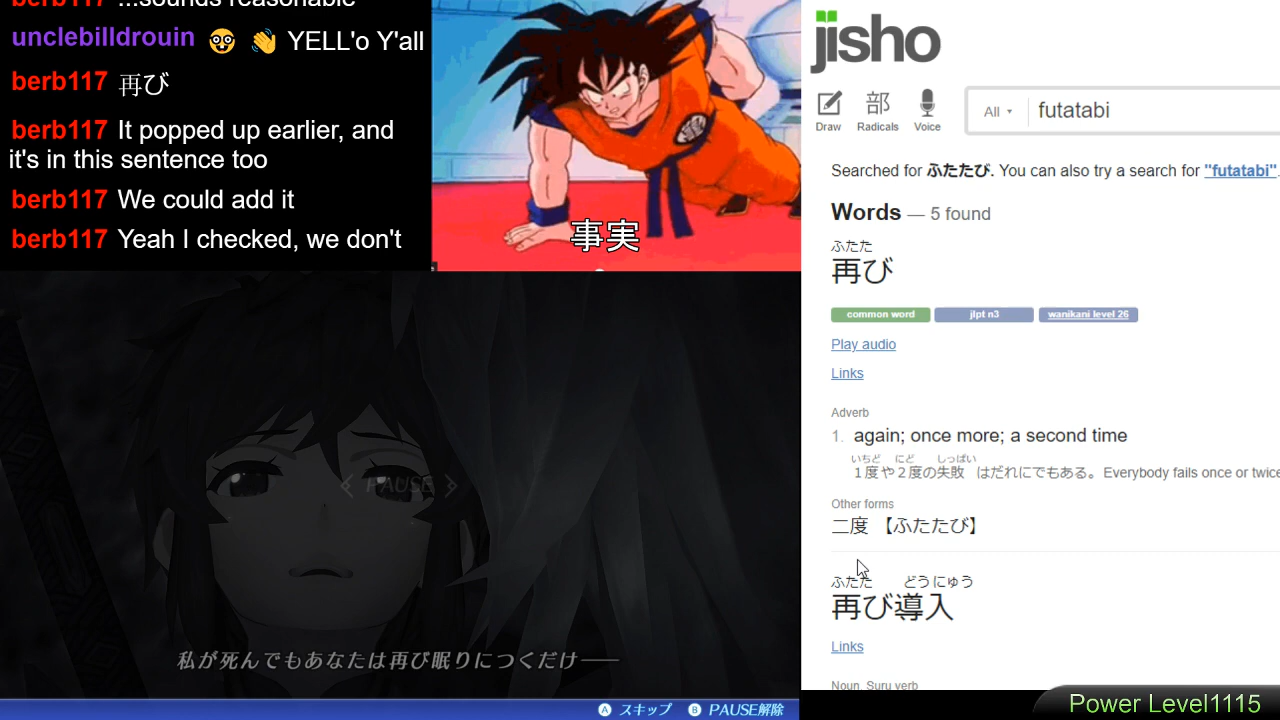 berb117 ...sounds reasonable
unclebilldrouin 🤓 👋 YELL'o Y'all
berb117 再び
berb117 It popped up earlier, and
it's in this sentence too
berb117 We could add it
berb117 Yeah I checked, we don't
事実
< PAUSE >
私が死んでもあなたは再び眠りにつくだけ――
A スキップ B PAUSE解除
jisho
Draw
部
Radicals
Voice
All
futatabi
Searched for ふたたび. You can also try a search for "futatabi".
Words — 5 found
ふたた
再び
common word
jlpt n3
wanikani level 26
Play audio
Links
Adverb
1. again; once more; a second time
いちど にど しっぱい
1度や2度の失敗はだれにでもある。Everybody fails once or twice
Other forms
二度 【ふたたび】
ふたた どうにゅう
再び導入
Links
Noun, Suru verb
Power Level1115